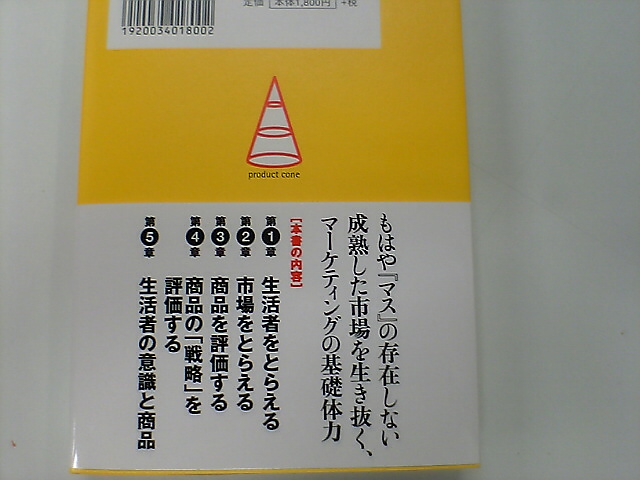 定価 本体1,800円 +税
1920034018002
product cone
もはや『マス』の存在しない
成熟した市場を生き抜く、
マーケティングの基礎体力
[本書の内容]
第1章 生活者をとらえる
第2章 市場をとらえる
第3章 商品を評価する
第4章 商品の「戦略」を
評価する
第5章 生活者の意識と商品